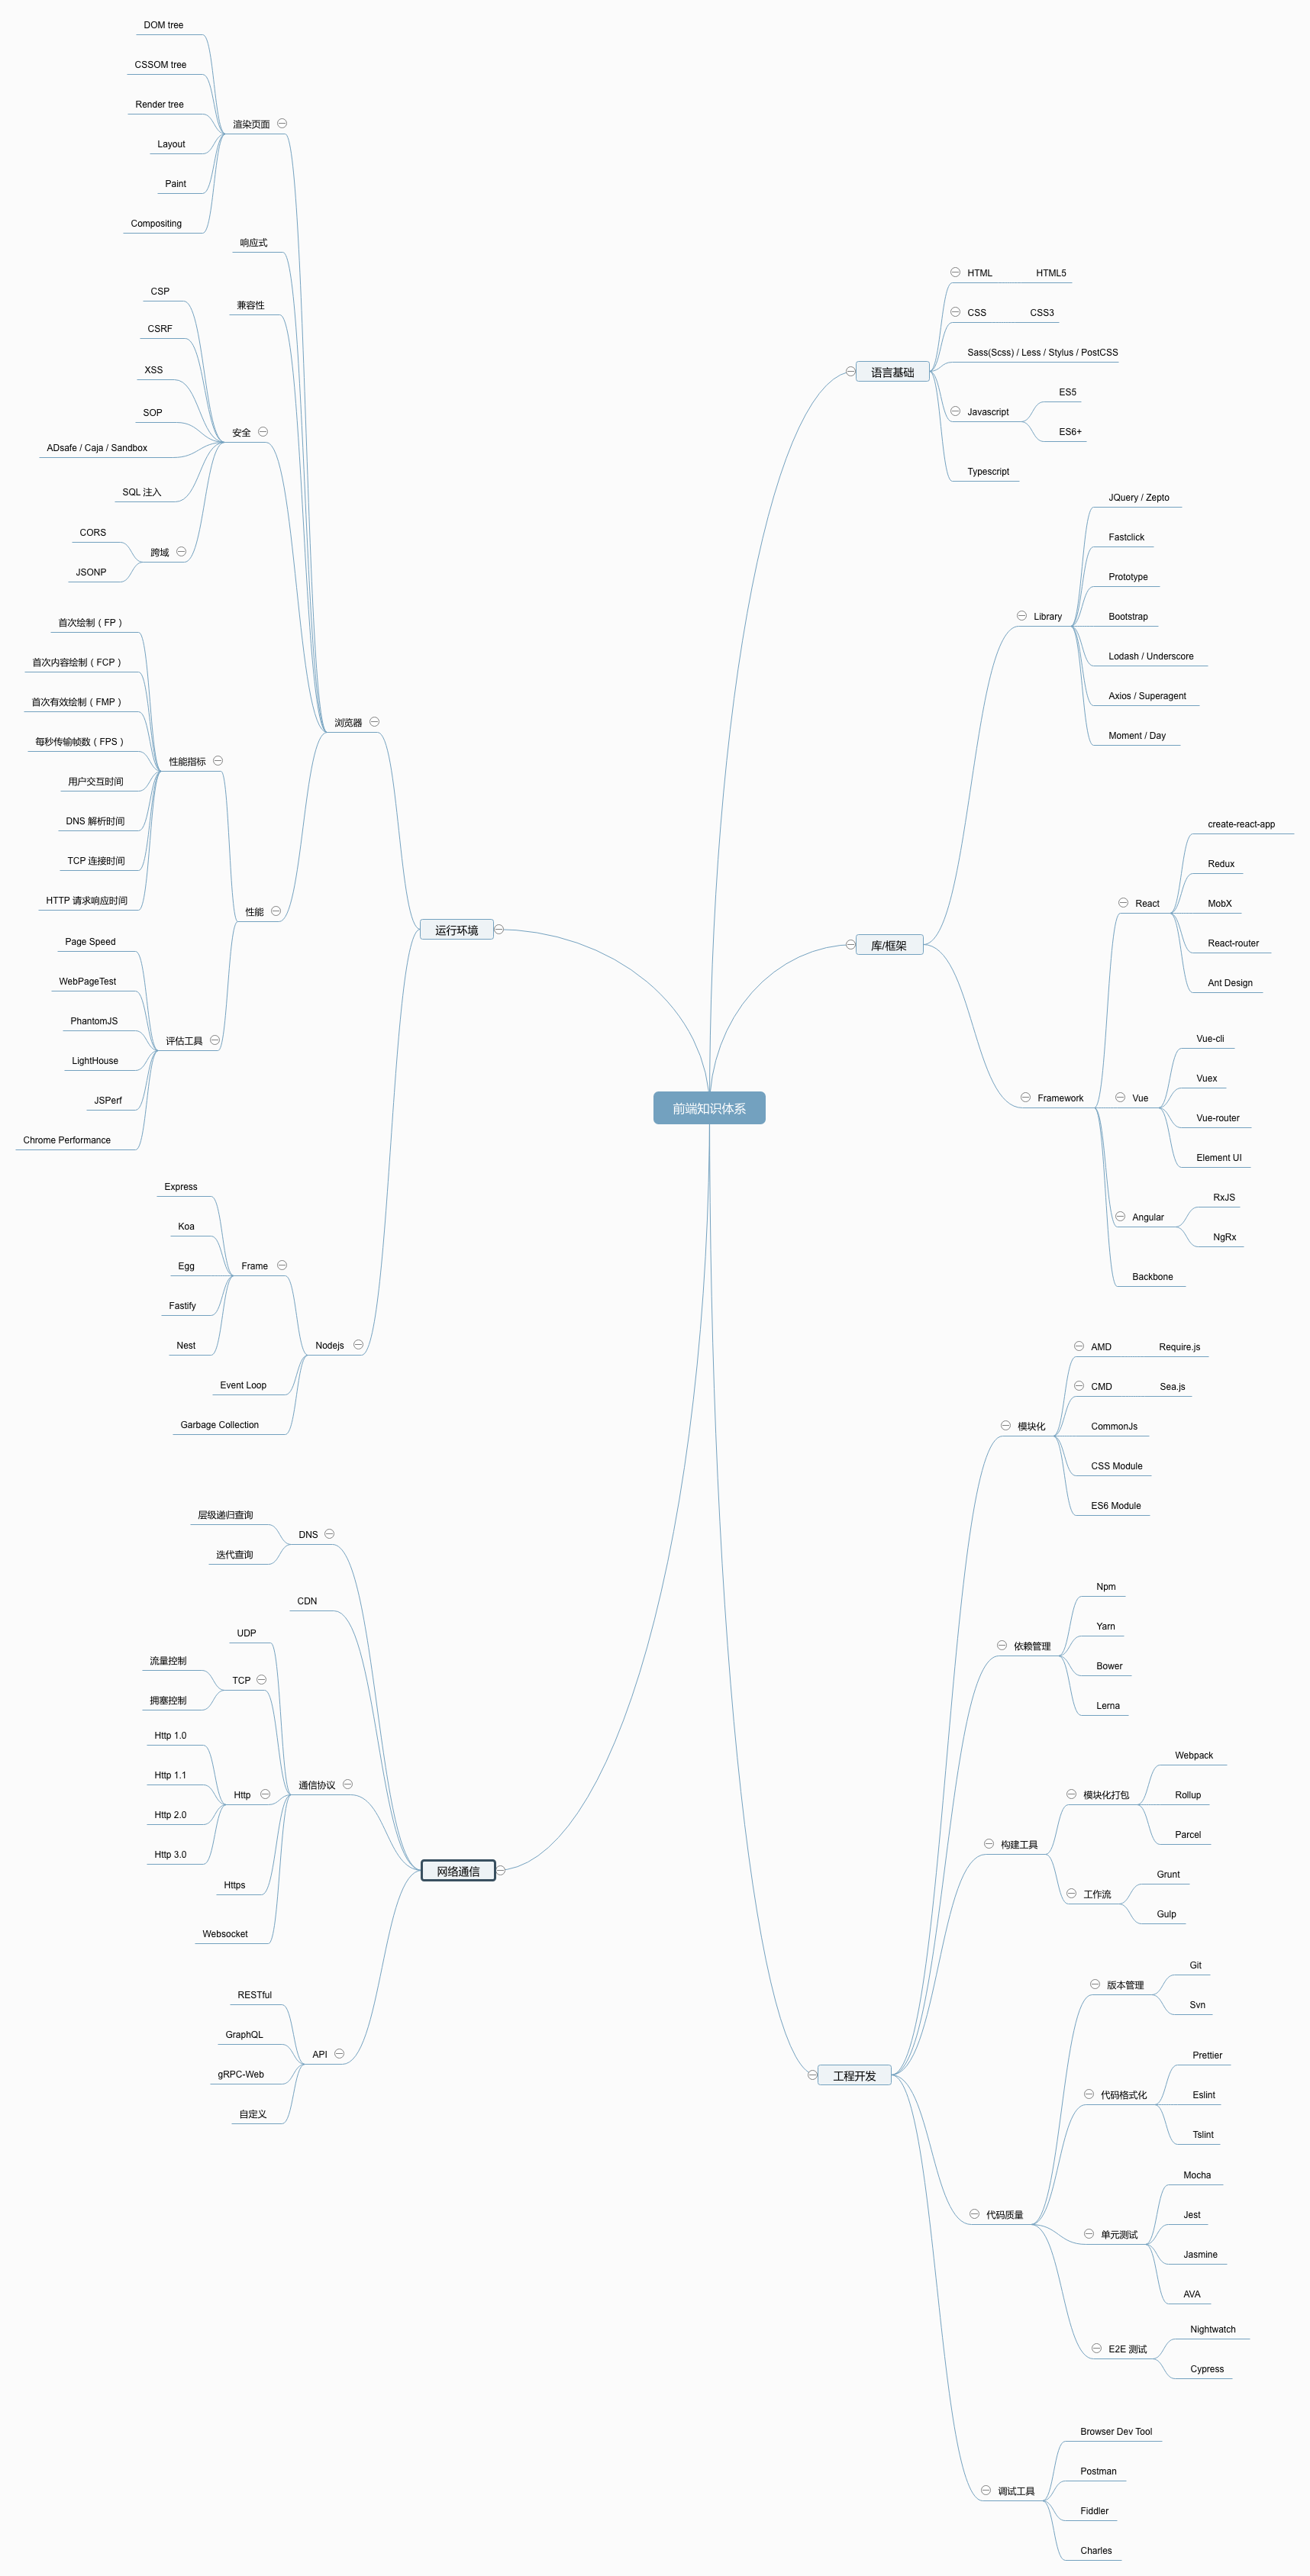 前端知识体系
语言基础
HTML
HTML5
CSS
CSS3
Sass(Scss) / Less / Stylus / PostCSS
Javascript
ES5
ES6+
Typescript
库/框架
Library
JQuery / Zepto
Fastclick
Prototype
Bootstrap
Lodash / Underscore
Axios / Superagent
Moment / Day
Framework
React
create-react-app
Redux
MobX
React-router
Ant Design
Vue
Vue-cli
Vuex
Vue-router
Element UI
Angular
RxJS
NgRx
Backbone
工程开发
模块化
AMD
Require.js
CMD
Sea.js
CommonJs
CSS Module
ES6 Module
依赖管理
Npm
Yarn
Bower
Lerna
构建工具
模块化打包
Webpack
Rollup
Parcel
工作流
Grunt
Gulp
代码质量
版本管理
Git
Svn
代码格式化
Prettier
Eslint
Tslint
单元测试
Mocha
Jest
Jasmine
AVA
E2E 测试
Nightwatch
Cypress
调试工具
Browser Dev Tool
Postman
Fiddler
Charles
运行环境
浏览器
渲染页面
DOM tree
CSSOM tree
Render tree
Layout
Paint
Compositing
响应式
兼容性
安全
CSP
CSRF
XSS
SOP
ADsafe / Caja / Sandbox
SQL 注入
跨域
CORS
JSONP
性能
性能指标
首次绘制（FP）
首次内容绘制（FCP）
首次有效绘制（FMP）
每秒传输帧数（FPS）
用户交互时间
DNS 解析时间
TCP 连接时间
HTTP 请求响应时间
评估工具
Page Speed
WebPageTest
PhantomJS
LightHouse
JSPerf
Chrome Performance
Nodejs
Frame
Express
Koa
Egg
Fastify
Nest
Event Loop
Garbage Collection
网络通信
DNS
层级递归查询
迭代查询
CDN
通信协议
UDP
TCP
流量控制
拥塞控制
Http
Http 1.0
Http 1.1
Http 2.0
Http 3.0
Https
Websocket
API
RESTful
GraphQL
gRPC-Web
自定义